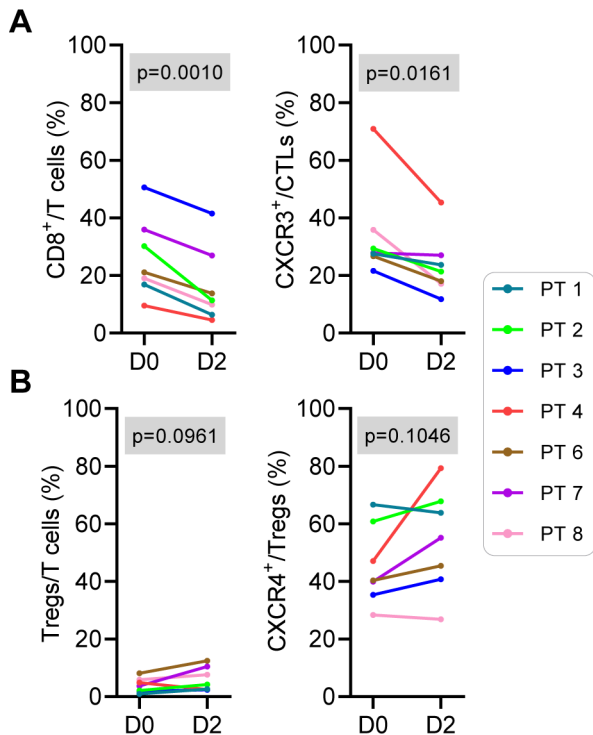 A
CD8+/T cells (%)
100
80
60
40
20
0
p=0.0010
D0 D2
CXCR3+/CTLs (%)
100
80
60
40
20
0
p=0.0161
D0 D2
B
Tregs/T cells (%)
100
80
60
40
20
0
p=0.0961
D0 D2
CXCR4+/Tregs (%)
100
80
60
40
20
0
p=0.1046
D0 D2
PT 1
PT 2
PT 3
PT 4
PT 6
PT 7
PT 8